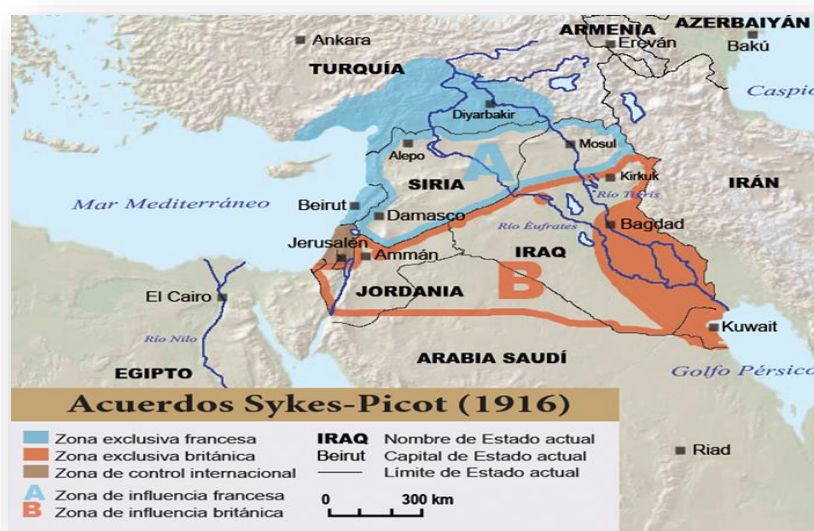 AZERBAIYÁN
ARMENIA
Ankara
Ereván
Bakú
TURQUÍA
Caspio
Diyarbakir
Alepo
A
Mosul
SIRIA
Kirkuk
IRÁN
Río Tigris
Mar Mediterráneo
Beirut
Damasco
Río Éufrates
Bagdad
Jerusalén
Ammán
IRAQ
JORDANIA
B
El Cairo
Kuwait
Río Nilo
ARABIA SAUDÍ
EGIPTO
Golfo Pérsico
Acuerdos Sykes-Picot (1916)
Zona exclusiva francesa
Zona exclusiva británica
Zona de control internacional
A Zona de influencia francesa
B Zona de influencia británica
IRAQ Nombre de Estado actual
Beirut Capital de Estado actual
Límite de Estado actual
0 300 km
Riad